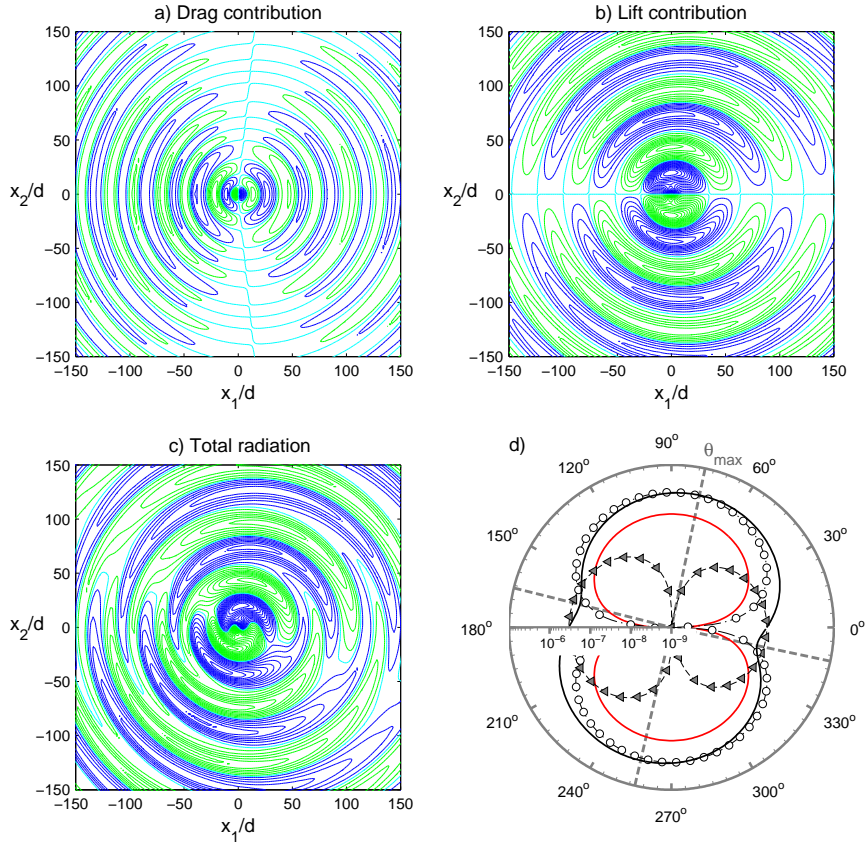 a) Drag contribution
150
100
50
0
−50
−100
−150
x2/d
−150 −100 −50 0 50 100 150
x1/d
b) Lift contribution
150
100
50
0
−50
−100
−150
x2/d
−150 −100 −50 0 50 100 150
x1/d
c) Total radiation
150
100
50
0
−50
−100
−150
x2/d
−150 −100 −50 0 50 100 150
x1/d
d)
90o
θmax
120o
60o
150o
30o
180o
10-6 10-7 10-8 10-9
0o
210o
330o
240o
300o
270o